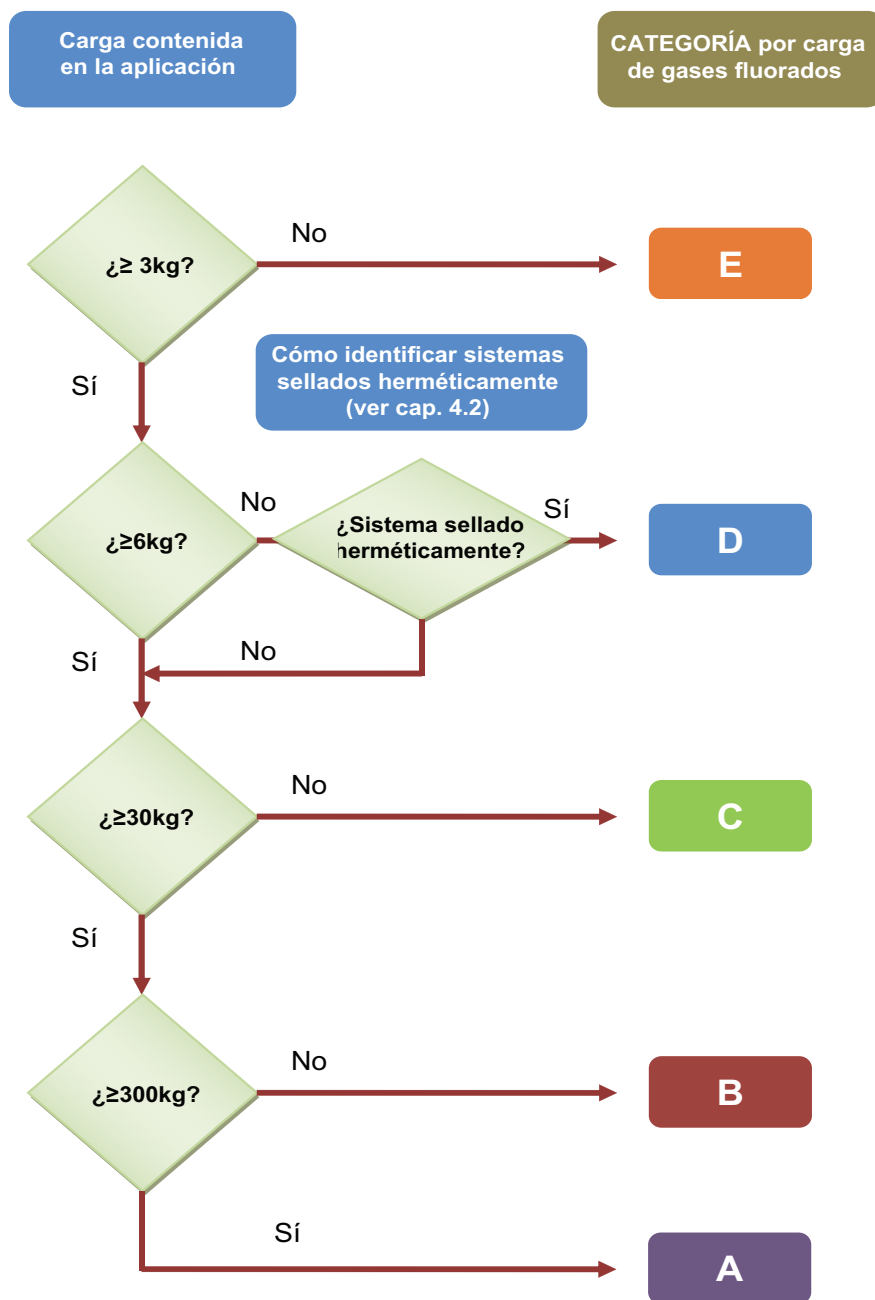 Carga contenida
en la aplicación
CATEGORÍA por carga
de gases fluorados
¿≥ 3kg?
No
E
Sí
Cómo identificar sistemas
sellados herméticamente
(ver cap. 4.2)
¿≥6kg?
No
¿Sistema sellado
herméticamente?
Sí
D
Sí
No
¿≥30kg?
No
C
Sí
¿≥300kg?
No
B
Sí
A